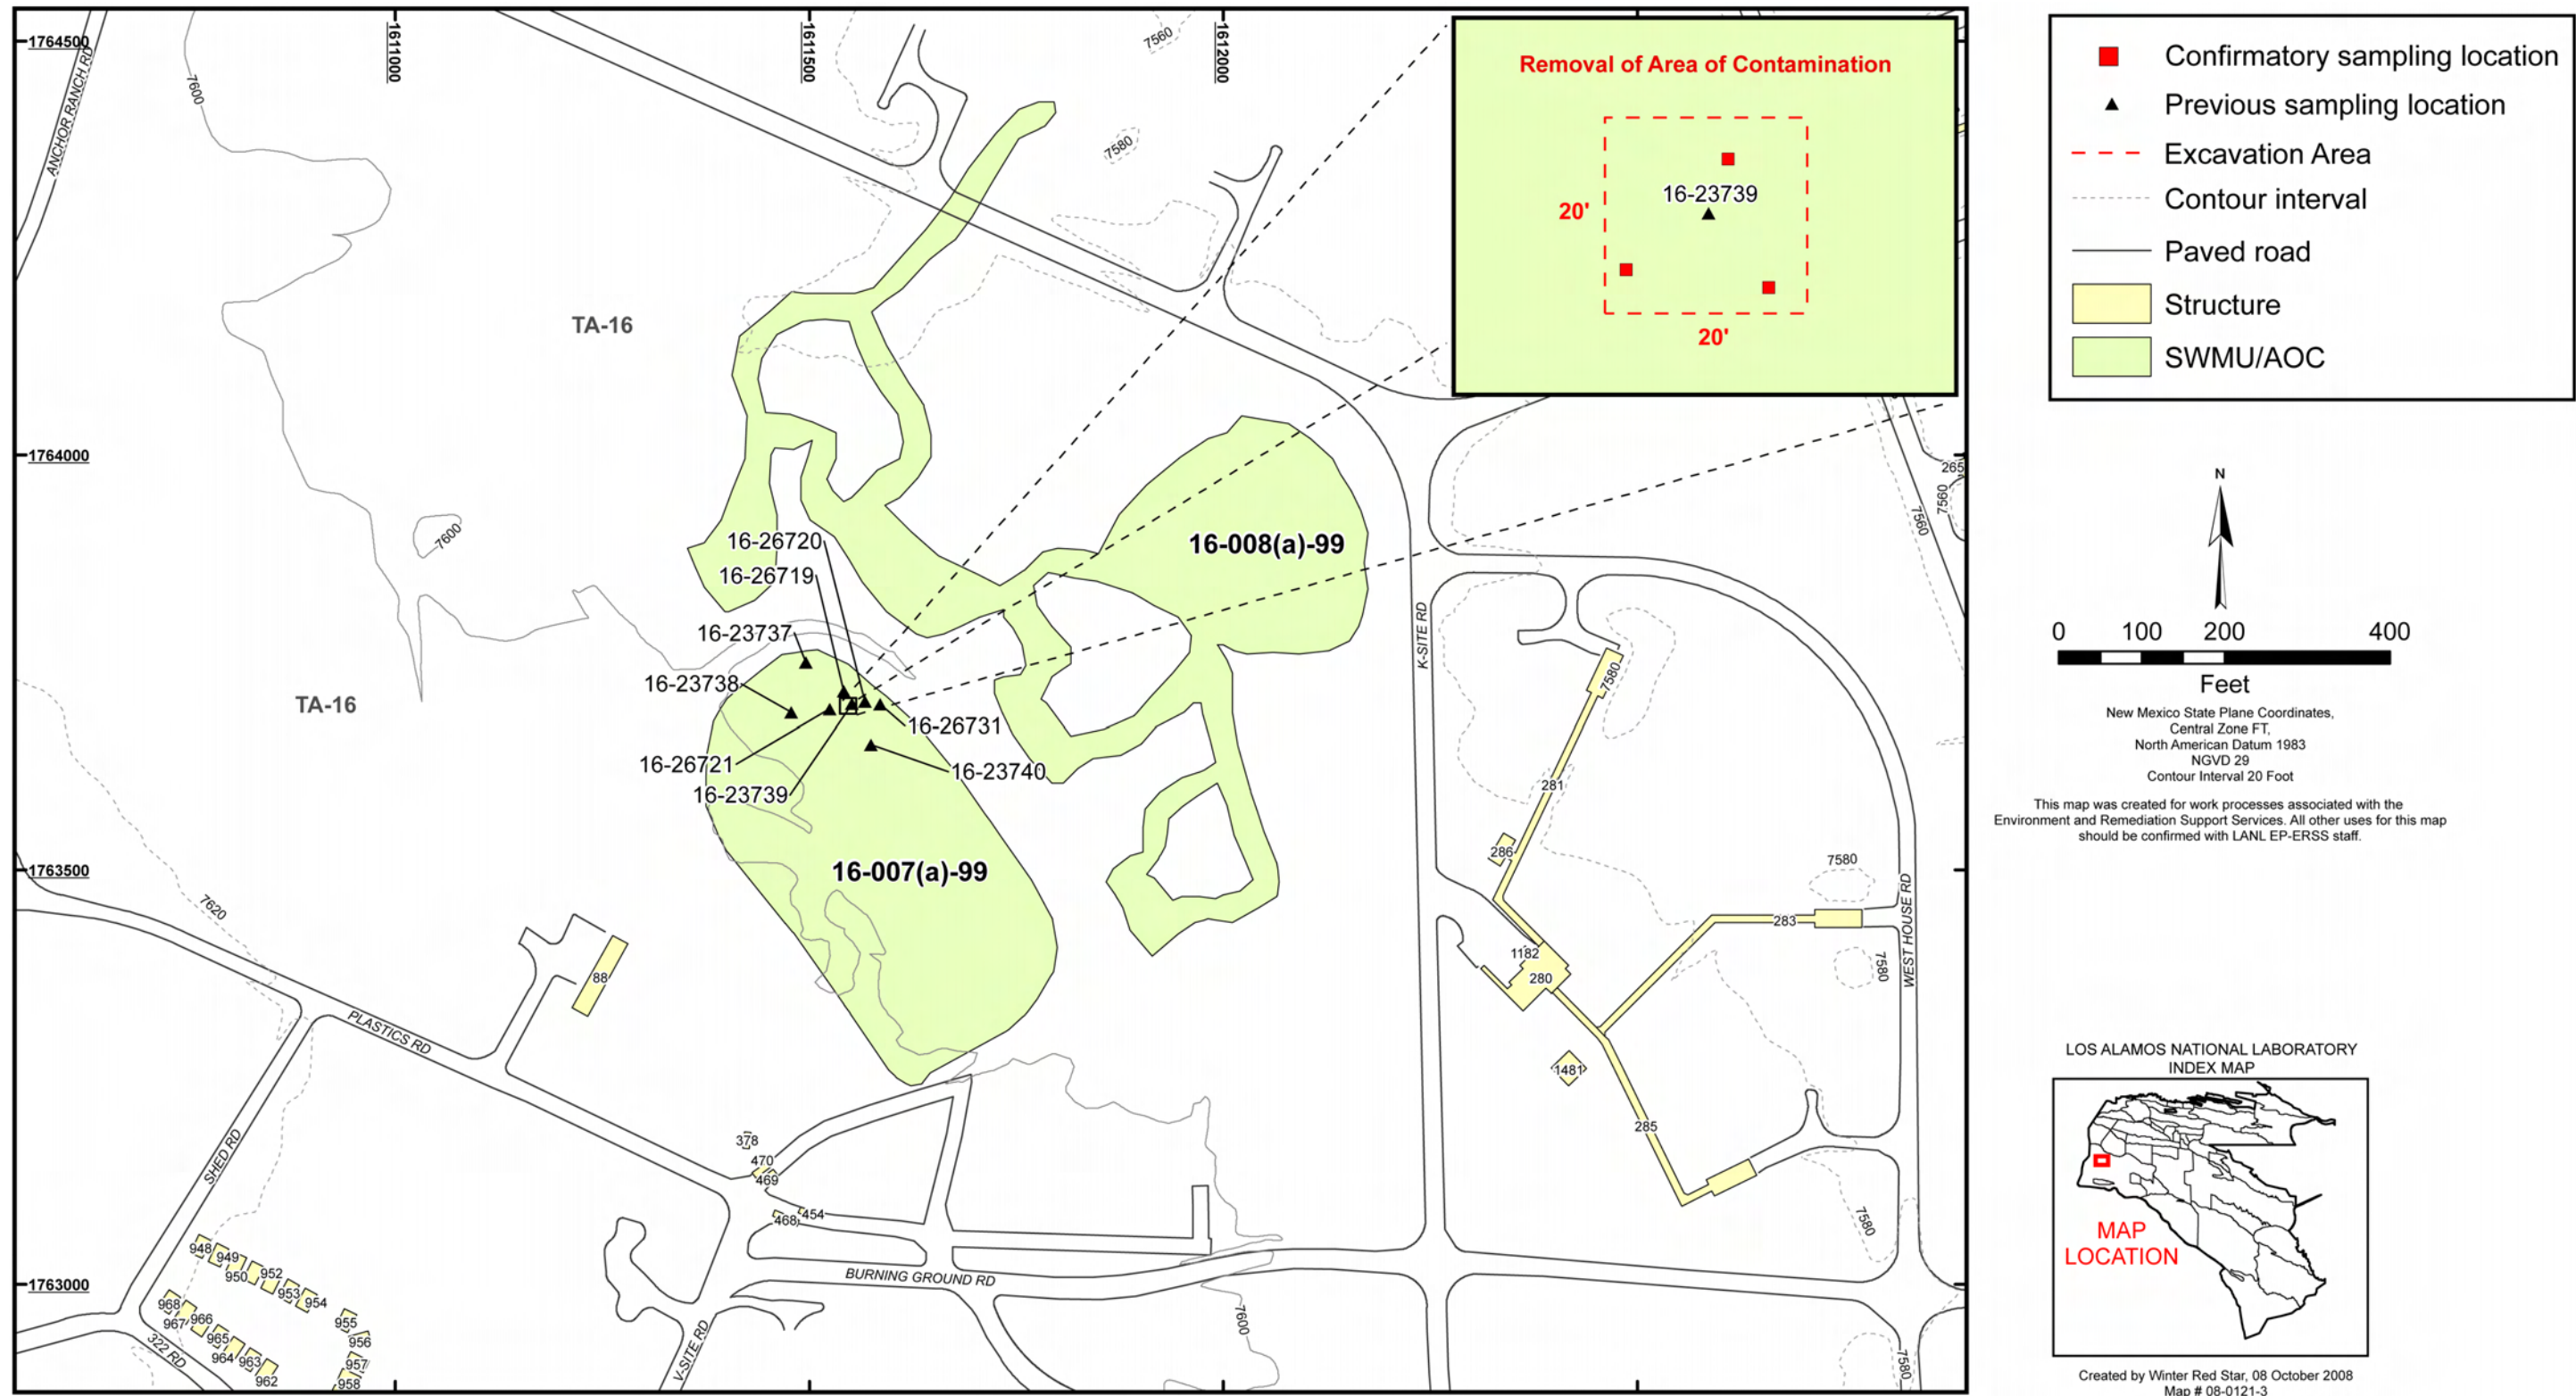 1764500
1764000
1763500
1763000
1611000
1611500
1612000
ANCHOR RANCH RD
7600
7560
7580
TA-16
TA-16
7600
Removal of Area of Contamination
16-23739
20'
20'
265
7560
7560
16-008(a)-99
16-26720
16-26719
16-23737
16-23738
16-26731
16-26721
16-23740
16-23739
16-007(a)-99
K-SITE RD
7580
281
286
7580
283
WEST HOUSE RD
7580
1182
280
1481
285
7580
7580
7620
88
PLASTICS RD
SHED RD
378
470
469
468
454
BURNING GROUND RD
V-SITE RD
7600
322 RD
948
949
950
952
953
954
955
956
957
958
968
967
966
965
964
963
962
Confirmatory sampling location
Previous sampling location
Excavation Area
Contour interval
Paved road
Structure
SWMU/AOC
N
0 100 200 400
Feet
New Mexico State Plane Coordinates,
Central Zone FT,
North American Datum 1983
NGVD 29
Contour Interval 20 Foot
This map was created for work processes associated with the
Environment and Remediation Support Services. All other uses for this map
should be confirmed with LANL EP-ERSS staff.
LOS ALAMOS NATIONAL LABORATORY
INDEX MAP
MAP
LOCATION
Created by Winter Red Star, 08 October 2008
Map # 08-0121-3